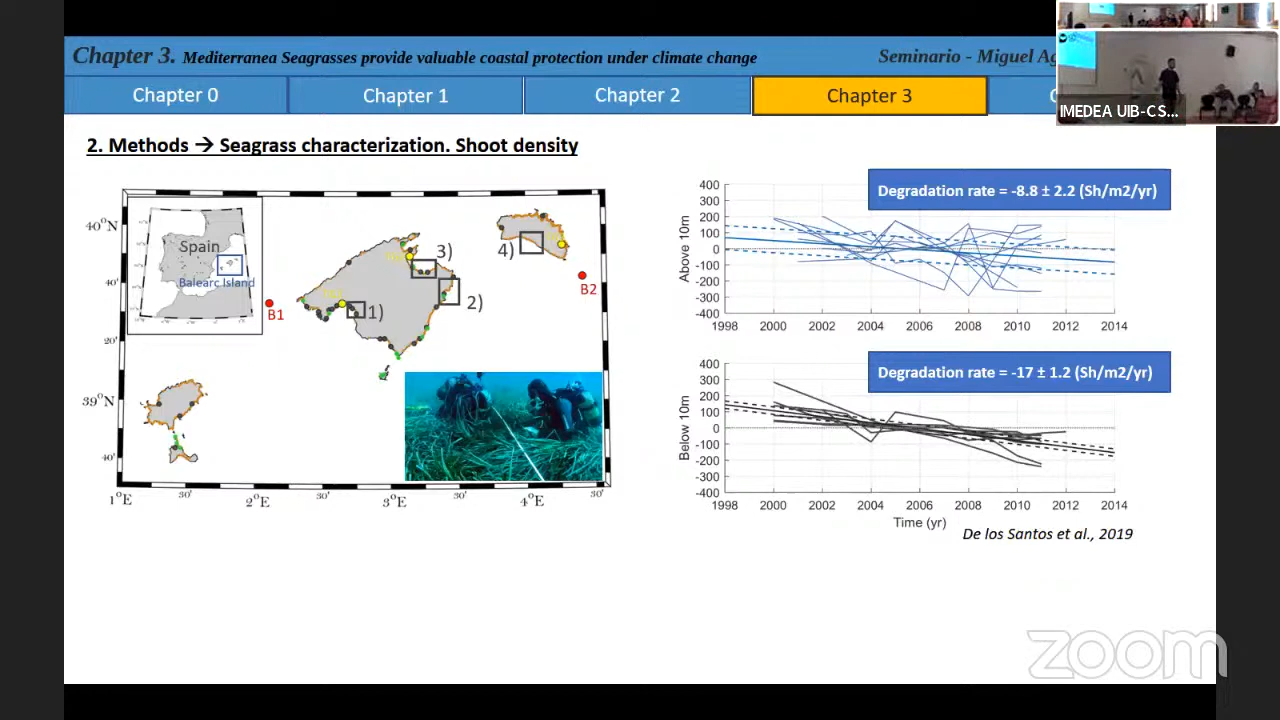 Chapter 3. Mediterranea Seagrasses provide valuable coastal protection under climate change
Seminario - Miguel Ag
Chapter 0
Chapter 1
Chapter 2
Chapter 3
C
IMEDEA UIB-CS...
2. Methods → Seagrass characterization. Shoot density
40°N
40'
20'
39°N
40'
1°E
30'
2°E
30'
3°E
30'
4°E
30'
Spain
Balearc Island
B1
B2
1)
2)
3)
4)
Degradation rate = -8.8 ± 2.2 (Sh/m2/yr)
Above 10m
400
300
200
100
0
-100
-200
-300
-400
1998 2000 2002 2004 2006 2008 2010 2012 2014
Degradation rate = -17 ± 1.2 (Sh/m2/yr)
Below 10m
400
300
200
100
0
-100
-200
-300
-400
1998 2000 2002 2004 2006 2008 2010 2012 2014
Time (yr)
De los Santos et al., 2019
zoom